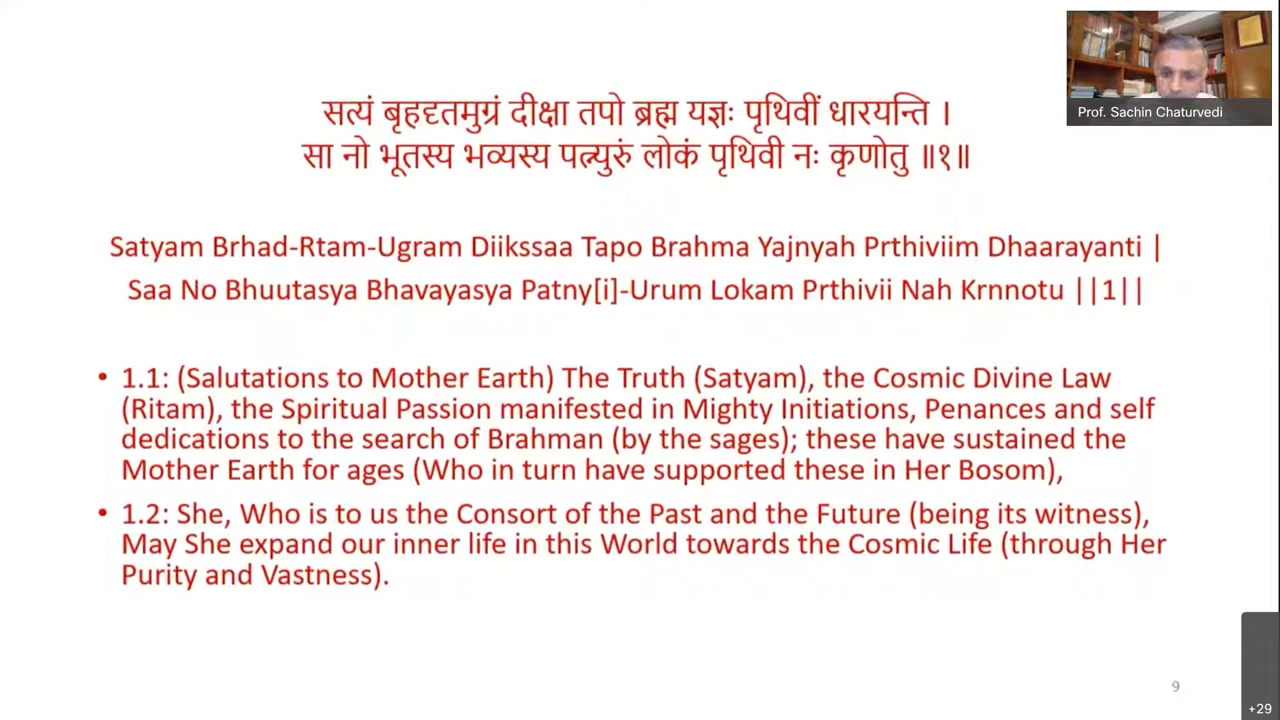 Prof. Sachin Chaturvedi
सत्यं बृहदृतमुग्रं दीक्षा तपो ब्रह्म यज्ञः पृथिवीं धारयन्ति ।
सा नो भूतस्य भव्यस्य पत्न्युरुं लोकं पृथिवी नः कृणोतु ॥१॥
Satyam Brhad-Rtam-Ugram Diikssaa Tapo Brahma Yajnyah Prthiviim Dhaarayanti |
Saa No Bhuutasya Bhavayasya Patny[i]-Urum Lokam Prthivii Nah Krnnotu ||1||
• 1.1: (Salutations to Mother Earth) The Truth (Satyam), the Cosmic Divine Law
(Ritam), the Spiritual Passion manifested in Mighty Initiations, Penances and self
dedications to the search of Brahman (by the sages); these have sustained the
Mother Earth for ages (Who in turn have supported these in Her Bosom),
• 1.2: She, Who is to us the Consort of the Past and the Future (being its witness),
May She expand our inner life in this World towards the Cosmic Life (through Her
Purity and Vastness).
9
+29